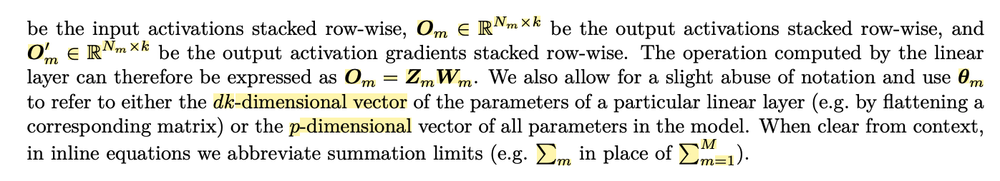 be the input activations stacked row-wise, $\boldsymbol{O}_m \in \mathbb{R}^{N_m \times k}$ be the output activations stacked row-wise, and
$\boldsymbol{O}'_m \in \mathbb{R}^{N_m \times k}$ be the output activation gradients stacked row-wise. The operation computed by the linear
layer can therefore be expressed as $\boldsymbol{O}_m = \boldsymbol{Z}_m \boldsymbol{W}_m$. We also allow for a slight abuse of notation and use $\boldsymbol{\theta}_m$
to refer to either the $dk$-dimensional vector of the parameters of a particular linear layer (e.g. by flattening a
corresponding matrix) or the $p$-dimensional vector of all parameters in the model. When clear from context,
in inline equations we abbreviate summation limits (e.g. $\sum_m$ in place of $\sum_{m=1}^{M}$).